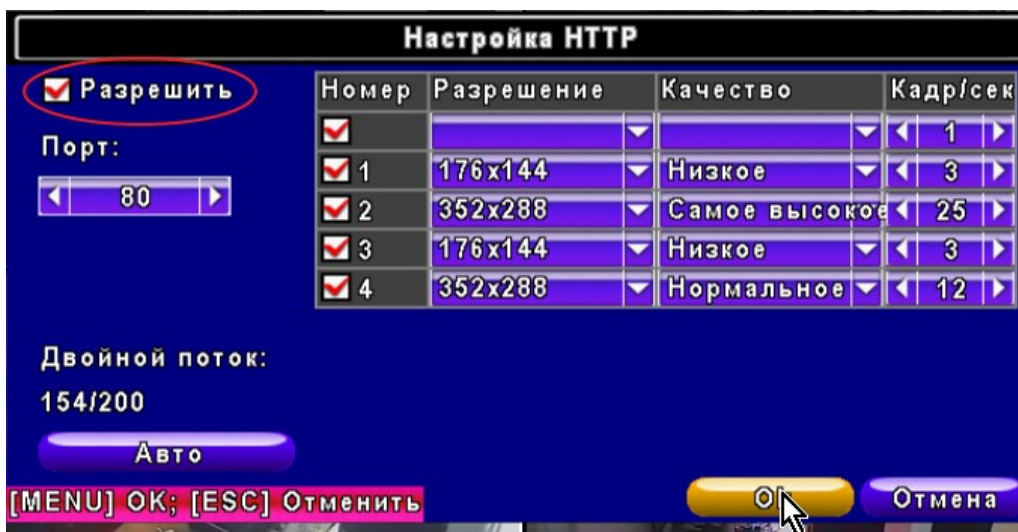 Настройка HTTP
Разрешить
Порт:
80
Номер Разрешение Качество Кадр/сек
1
1 176x144 Низкое 3
2 352x288 Самое высокое 25
3 176x144 Низкое 3
4 352x288 Нормальное 12
Двойной поток:
154/200
Авто
[MENU] OK; [ESC] Отменить
OK Отмена